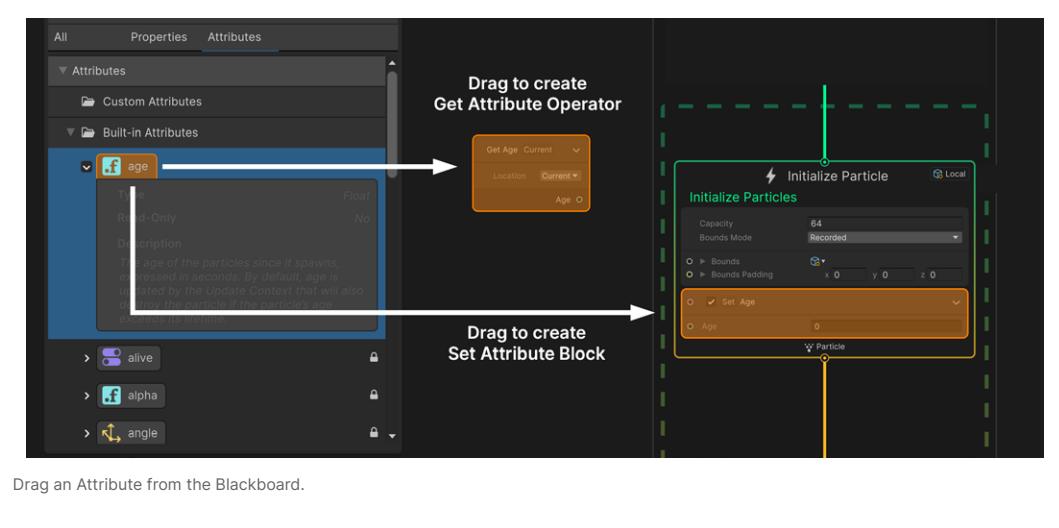 All Properties Attributes
Attributes
Custom Attributes
Built-in Attributes
age
Type Float
Read-Only No
Description
The age of the particles since it spawns,
expressed in seconds. By default, age is
updated by the Update Context that will also
destroy the particle if the particle's age
exceeds its lifetime.
alive
alpha
angle
Drag to create
Get Attribute Operator
Get Age Current
Location Current
Age
Drag to create
Set Attribute Block
Initialize Particle Local
Initialize Particles
Capacity 64
Bounds Mode Recorded
Bounds
Bounds Padding x 0 y 0 z 0
Set Age
Age 0
Particle
Drag an Attribute from the Blackboard.